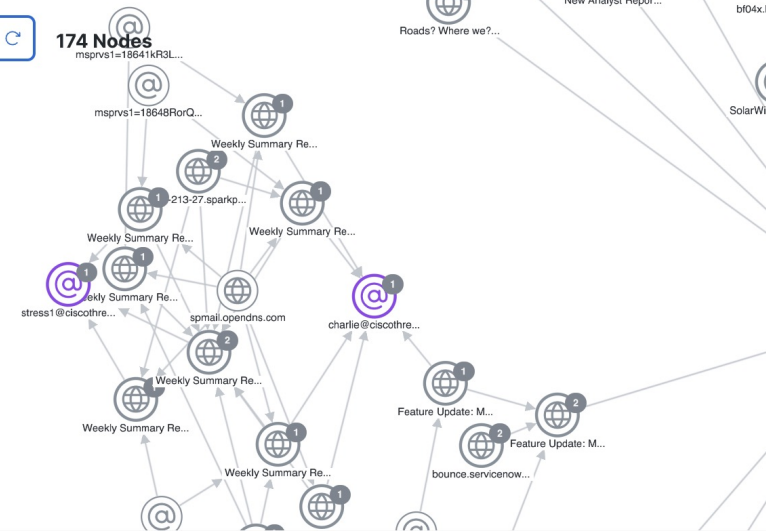 New Analyst Repor...
bf04x.
Roads? Where we?...
174 Nodes
msprvs1=18641kR3L...
msprvs1=18648RorQ...
SolarWi
1
Weekly Summary Re...
2
-213-27.sparkp...
1
1
Weekly Summary Re...
Weekly Summary Re...
1
1
ekly Summary Re...
1
stress1@ciscothre...
spmail.opendns.com
charlie@ciscothre...
2
Weekly Summary Re...
1
Feature Update: M...
2
Weekly Summary Re...
1
2
Feature Update: M...
Weekly Summary Re...
bounce.servicenow...
1